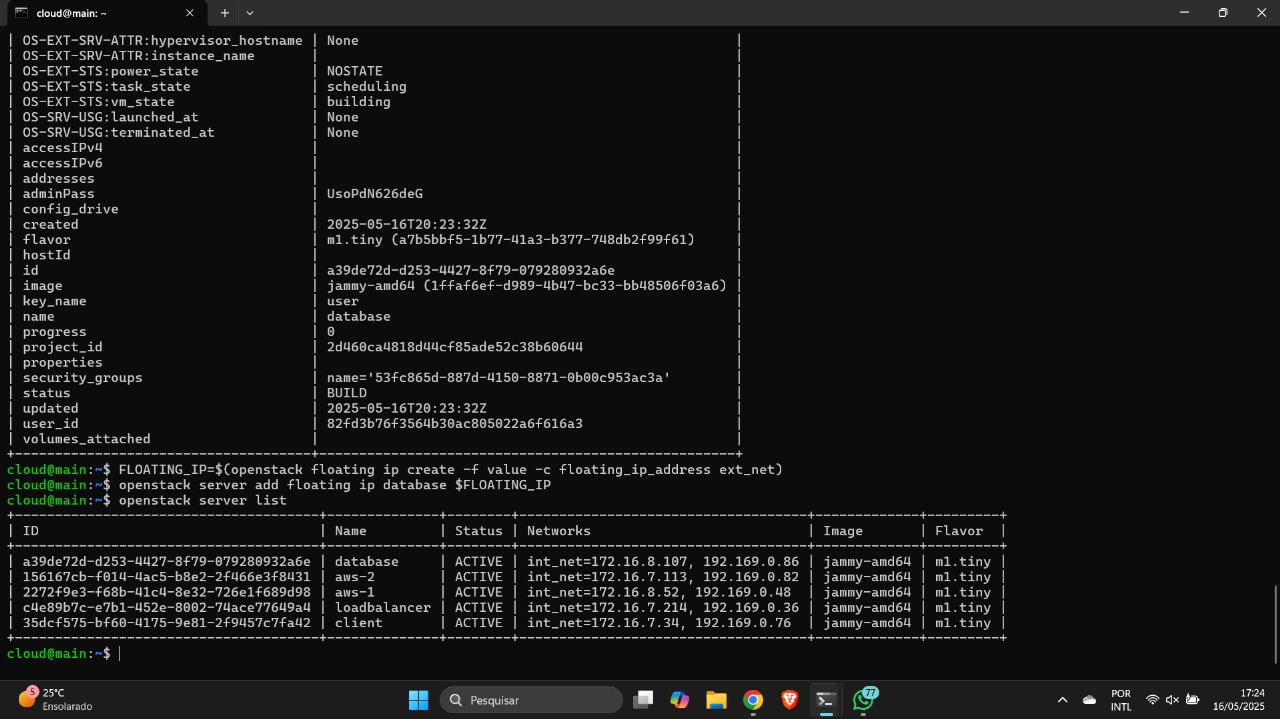 cloud@main: ~
| OS-EXT-SRV-ATTR:hypervisor_hostname | None |
| OS-EXT-SRV-ATTR:instance_name | |
| OS-EXT-STS:power_state | NOSTATE |
| OS-EXT-STS:task_state | scheduling |
| OS-EXT-STS:vm_state | building |
| OS-SRV-USG:launched_at | None |
| OS-SRV-USG:terminated_at | None |
| accessIPv4 | |
| accessIPv6 | |
| addresses | |
| adminPass | UsoPdN626deG |
| config_drive | |
| created | 2025-05-16T20:23:32Z |
| flavor | m1.tiny (a7b5bbf5-1b77-41a3-b377-748db2f99f61) |
| hostId | |
| id | a39de72d-d253-4427-8f79-079280932a6e |
| image | jammy-amd64 (1ffaf6ef-d989-4b47-bc33-bb48506f03a6) |
| key_name | user |
| name | database |
| progress | 0 |
| project_id | 2d460ca4818d44cf85ade52c38b60644 |
| properties | |
| security_groups | name='53fc865d-887d-4150-8871-0b00c953ac3a' |
| status | BUILD |
| updated | 2025-05-16T20:23:32Z |
| user_id | 82fd3b76f3564b30ac805022a6f616a3 |
| volumes_attached | |
cloud@main:~$ FLOATING_IP=$(openstack floating ip create -f value -c floating_ip_address ext_net)
cloud@main:~$ openstack server add floating ip database $FLOATING_IP
cloud@main:~$ openstack server list
| ID | Name | Status | Networks | Image | Flavor |
| a39de72d-d253-4427-8f79-079280932a6e | database | ACTIVE | int_net=172.16.8.107, 192.169.0.86 | jammy-amd64 | m1.tiny |
| 156167cb-f014-4ac5-b8e2-2f466e3f8431 | aws-2 | ACTIVE | int_net=172.16.7.113, 192.169.0.82 | jammy-amd64 | m1.tiny |
| 2272f9e3-f68b-41c4-8e32-726e1f689d98 | aws-1 | ACTIVE | int_net=172.16.8.52, 192.169.0.48 | jammy-amd64 | m1.tiny |
| c4e89b7c-e7b1-452e-8002-74ace77649a4 | loadbalancer | ACTIVE | int_net=172.16.7.214, 192.169.0.36 | jammy-amd64 | m1.tiny |
| 35dcf575-bf60-4175-9e81-2f9457c7fa42 | client | ACTIVE | int_net=172.16.7.34, 192.169.0.76 | jammy-amd64 | m1.tiny |
cloud@main:~$
5
25°C
Ensolarado
Pesquisar
77
POR
INTL
17:24
16/05/2025